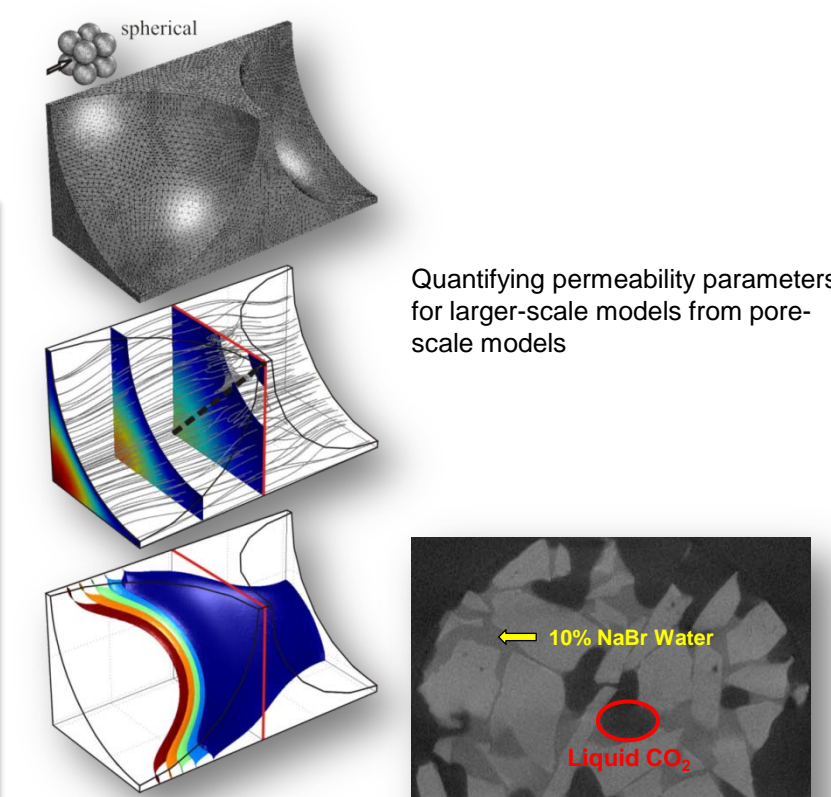 spherical
Quantifying permeability parameters
for larger-scale models from pore-
scale models
10% NaBr Water
Liquid CO₂